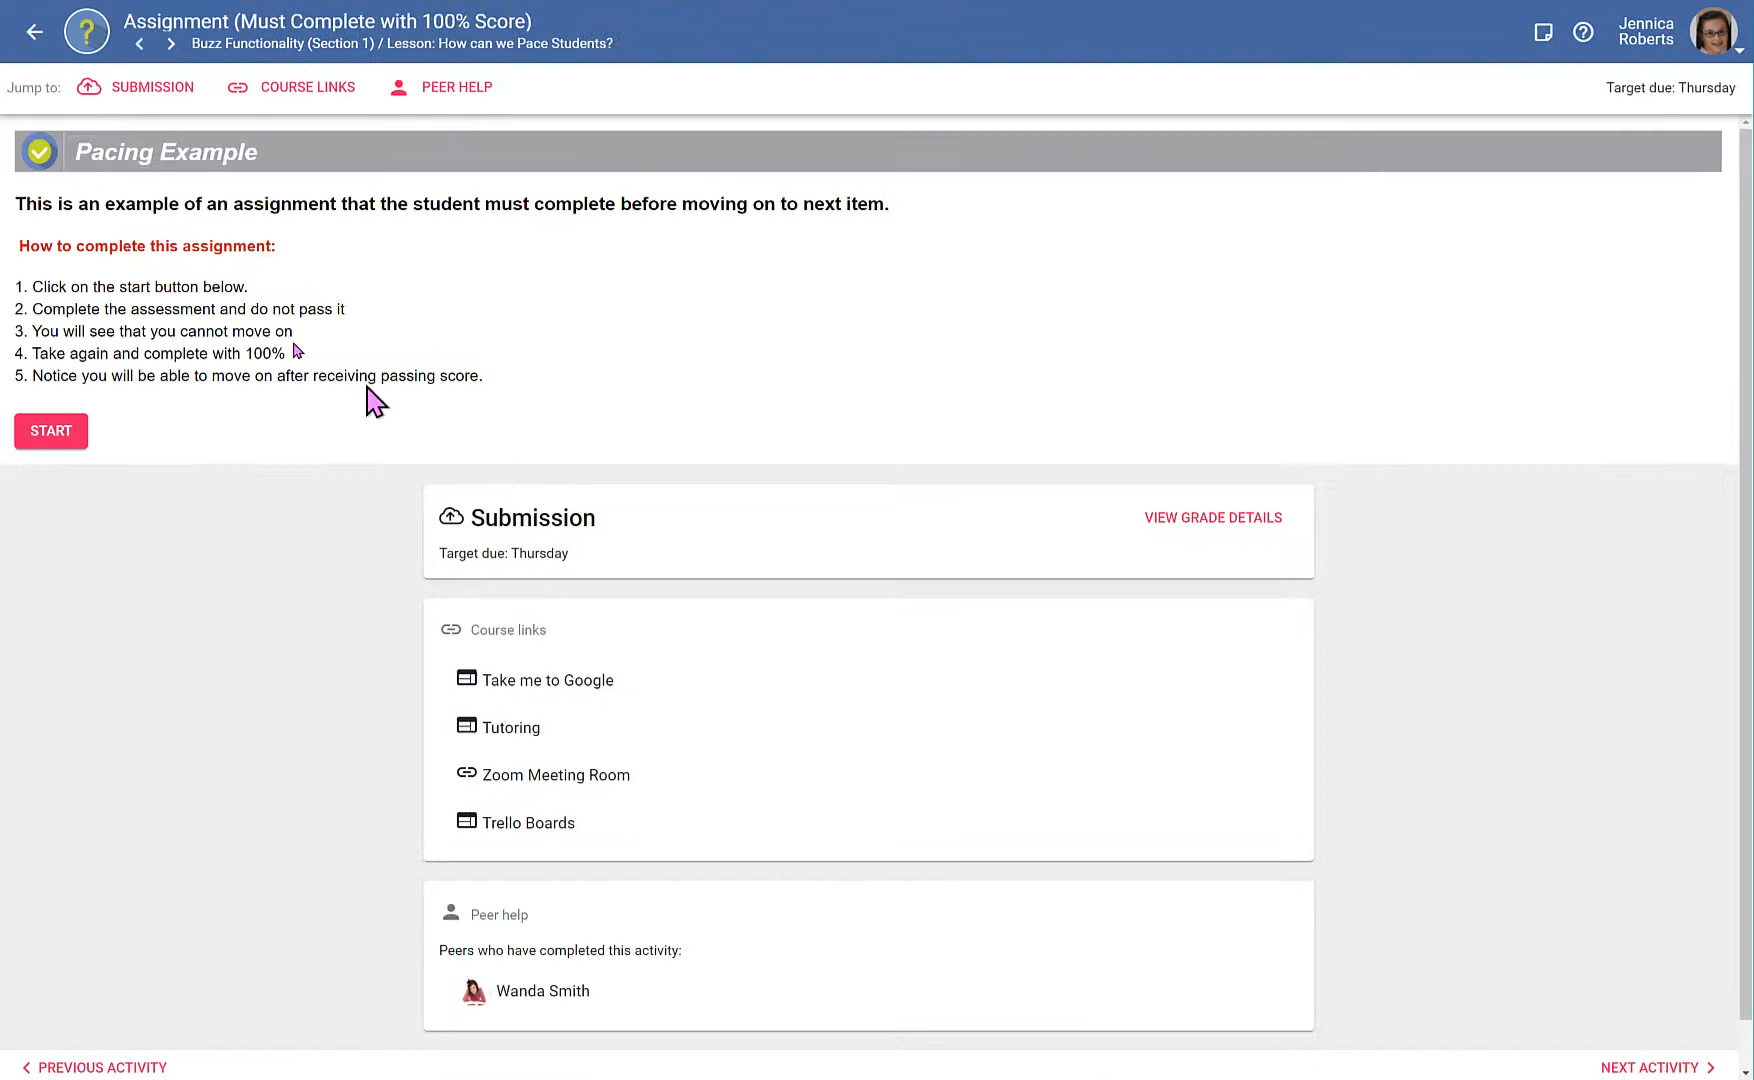 Assignment (Must Complete with 100% Score)
Buzz Functionality (Section 1) / Lesson: How can we Pace Students?
Jennica
Roberts
Jump to:
SUBMISSION
COURSE LINKS
PEER HELP
Target due: Thursday
Pacing Example
This is an example of an assignment that the student must complete before moving on to next item.
How to complete this assignment:
1. Click on the start button below.
2. Complete the assessment and do not pass it
3. You will see that you cannot move on
4. Take again and complete with 100%
5. Notice you will be able to move on after receiving passing score.
START
Submission
VIEW GRADE DETAILS
Target due: Thursday
Course links
Take me to Google
Tutoring
Zoom Meeting Room
Trello Boards
Peer help
Peers who have completed this activity:
Wanda Smith
PREVIOUS ACTIVITY
NEXT ACTIVITY